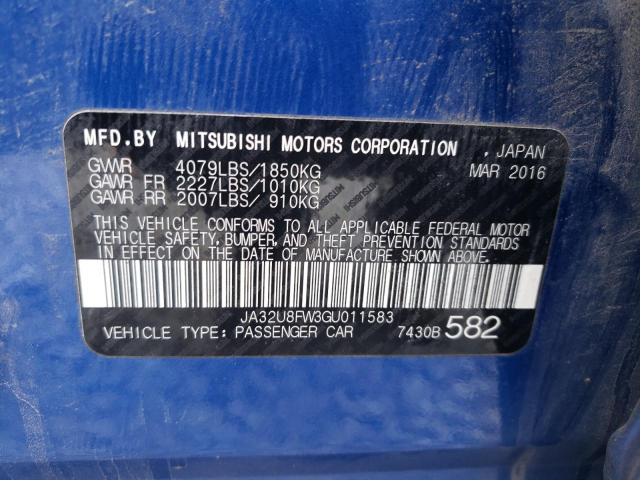 MFD.BY MITSUBISHI MOTORS CORPORATION , JAPAN
GVWR 4079LBS/1850KG MAR 2016
GAWR FR 2227LBS/1010KG
GAWR RR 2007LBS/ 910KG
THIS VEHICLE CONFORMS TO ALL APPLICABLE FEDERAL MOTOR
VEHICLE SAFETY, BUMPER, AND THEFT PREVENTION STANDARDS
IN EFFECT ON THE DATE OF MANUFACTURE SHOWN ABOVE.
JA32U8FW3GU011583
VEHICLE TYPE: PASSENGER CAR 7430B 582